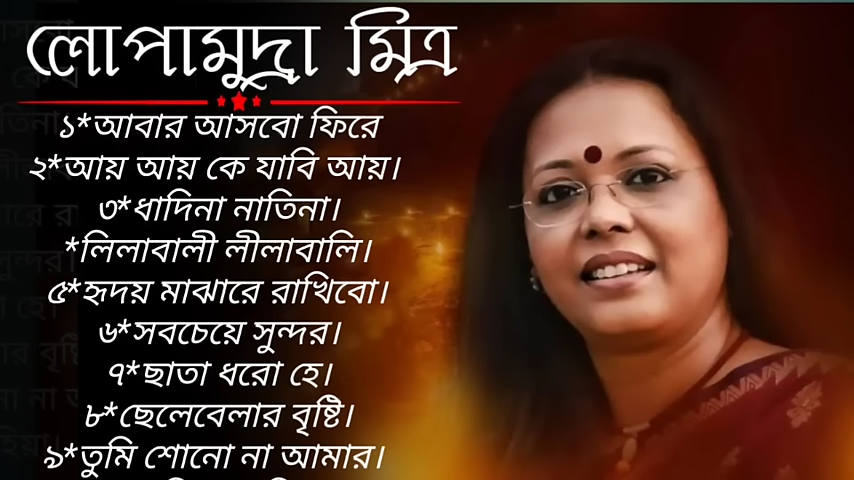 লোপামুদ্রা মিত্র
১*আবার আসবো ফিরে
২*আয় আয় কে যাবি আয়।
৩*ধাদিনা নাতিনা।
*লিলাবালী লীলাবালি।
৫*হৃদয় মাঝারে রাখিবো।
৬*সবচেয়ে সুন্দর।
৭*ছাতা ধরো হে।
৮*ছেলেবেলার বৃষ্টি।
৯*তুমি শোনো না আমার।